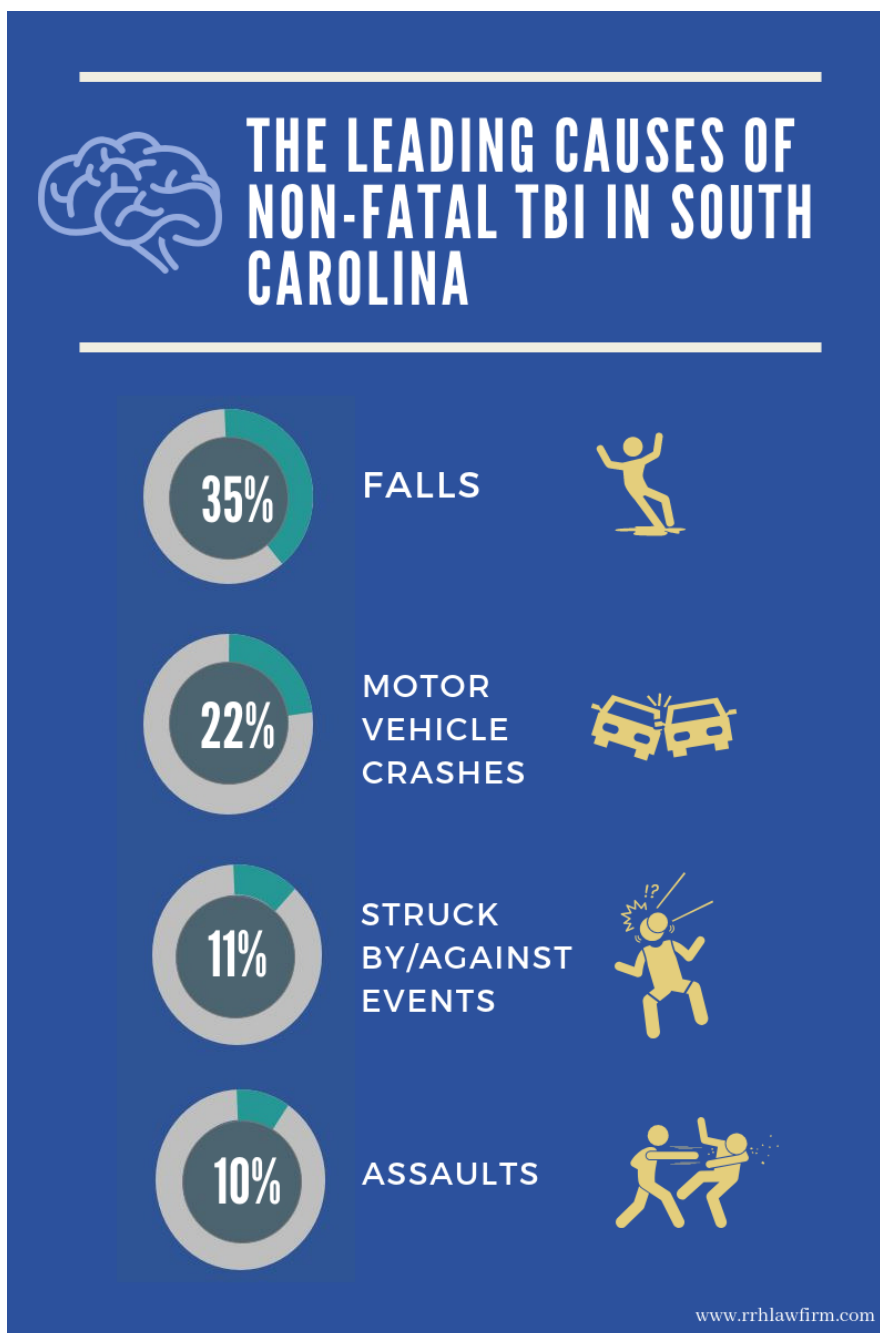 THE LEADING CAUSES OF
NON-FATAL TBI IN SOUTH
CAROLINA
35%
FALLS
22%
MOTOR
VEHICLE
CRASHES
!?
11%
STRUCK
BY/AGAINST
EVENTS
10%
ASSAULTS
www.rrhlawfirm.com